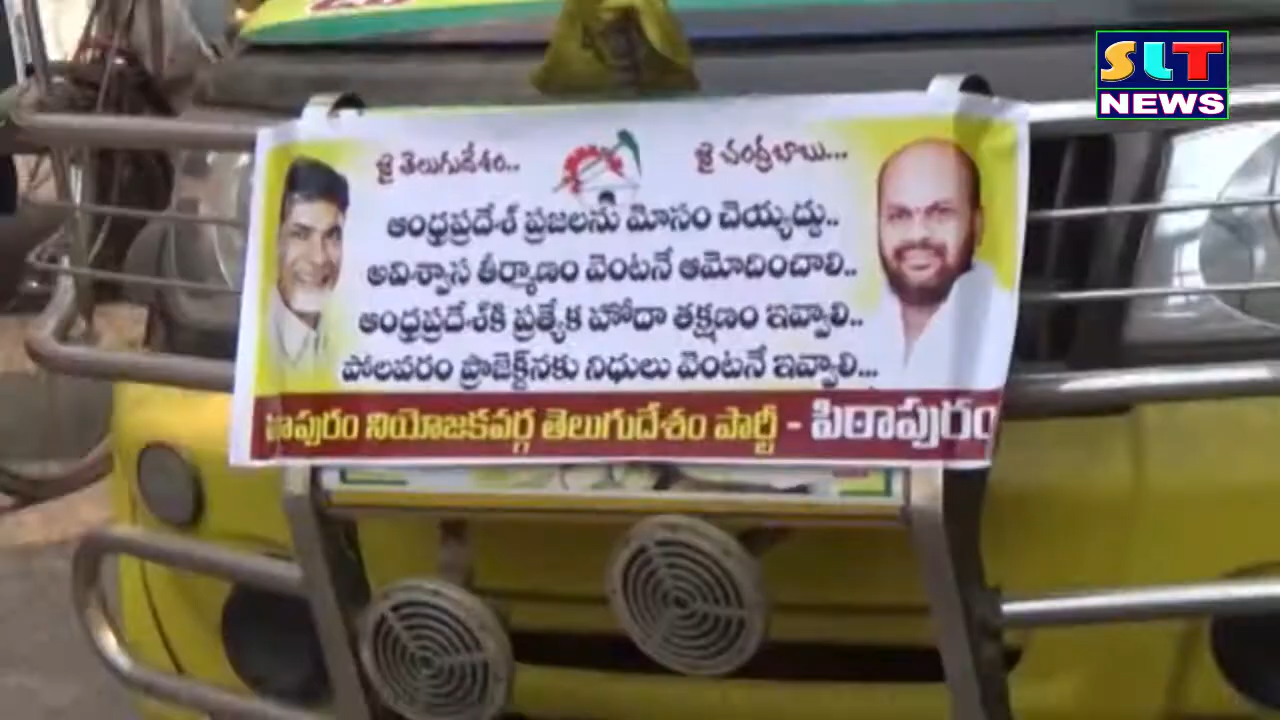 SLT
NEWS
జై తెలుగుదేశం..
జై చంద్రబాబు...
ఆంధ్రప్రదేశ్ ప్రజలను మోసం చెయ్యద్దు..
అవిశ్వాస తీర్మాణం వెంటనే ఆమోదించాలి..
ఆంధ్రప్రదేశ్‌కి ప్రత్యేక హోదా తక్షణం ఇవ్వాలి..
పోలవరం ప్రాజెక్ట్‌నకు నిధులు వెంటనే ఇవ్వాలి...
నియోజకవర్గ తెలుగుదేశం పార్టీ - పిఠాపురం